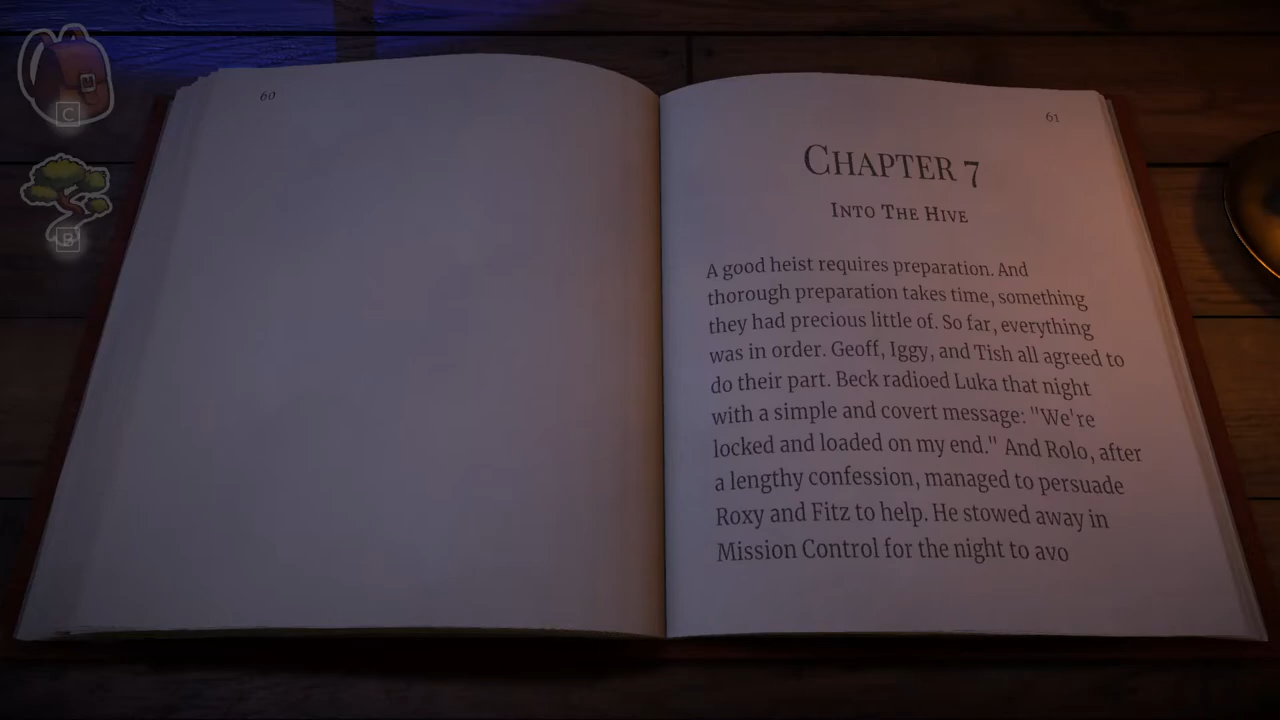 C
B
60
61
CHAPTER 7
INTO THE HIVE
A good heist requires preparation. And
thorough preparation takes time, something
they had precious little of. So far, everything
was in order. Geoff, Iggy, and Tish all agreed to
do their part. Beck radioed Luka that night
with a simple and covert message: "We're
locked and loaded on my end." And Rolo, after
a lengthy confession, managed to persuade
Roxy and Fitz to help. He stowed away in
Mission Control for the night to avo